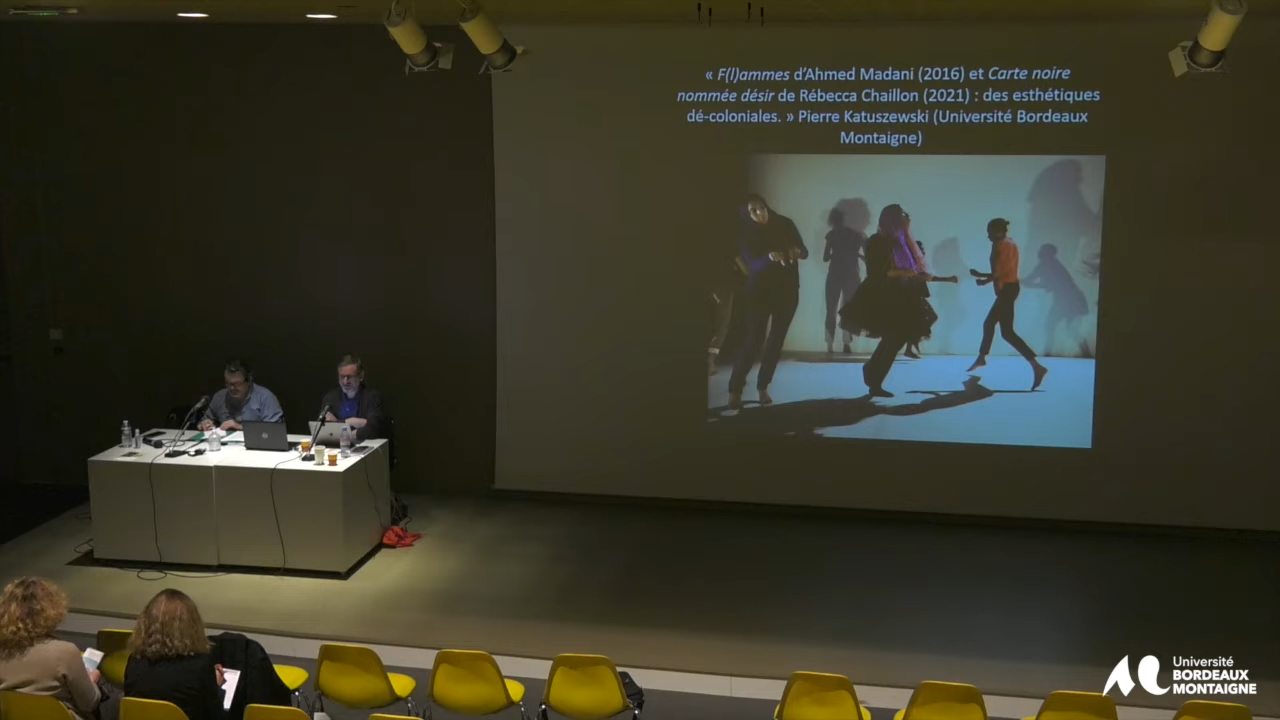 « F(l)ammes d'Ahmed Madani (2016) et Carte noire
nommée désir de Rébecca Chaillon (2021) : des esthétiques
dé-coloniales. » Pierre Katuszewski (Université Bordeaux
Montaigne)
Université
BORDEAUX
MONTAIGNE